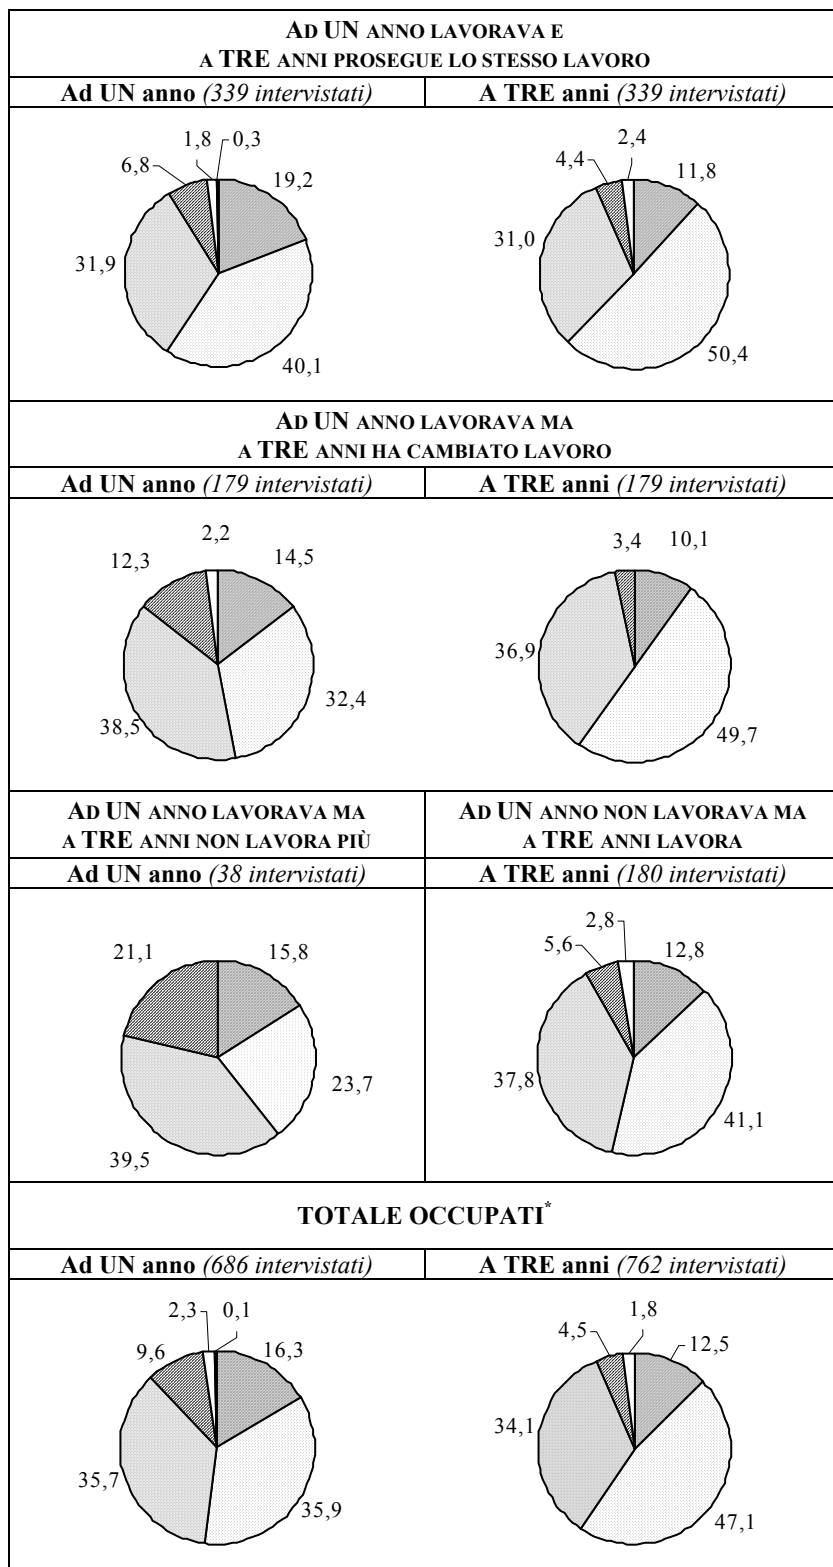 AD UN ANNO LAVORAVA E
A TRE ANNI PROSEGUE LO STESSO LAVORO
Ad UN anno (339 intervistati)
A TRE anni (339 intervistati)
1,8
0,3
6,8
19,2
31,9
40,1
2,4
4,4
11,8
31,0
50,4
AD UN ANNO LAVORAVA MA
A TRE ANNI HA CAMBIATO LAVORO
Ad UN anno (179 intervistati)
A TRE anni (179 intervistati)
2,2
12,3
14,5
32,4
38,5
3,4
10,1
36,9
49,7
AD UN ANNO LAVORAVA MA
A TRE ANNI NON LAVORA PIÙ
AD UN ANNO NON LAVORAVA MA
A TRE ANNI LAVORA
Ad UN anno (38 intervistati)
A TRE anni (180 intervistati)
21,1
15,8
23,7
39,5
2,8
5,6
12,8
37,8
41,1
TOTALE OCCUPATI*
Ad UN anno (686 intervistati)
A TRE anni (762 intervistati)
2,3
0,1
9,6
16,3
35,7
35,9
1,8
4,5
12,5
34,1
47,1